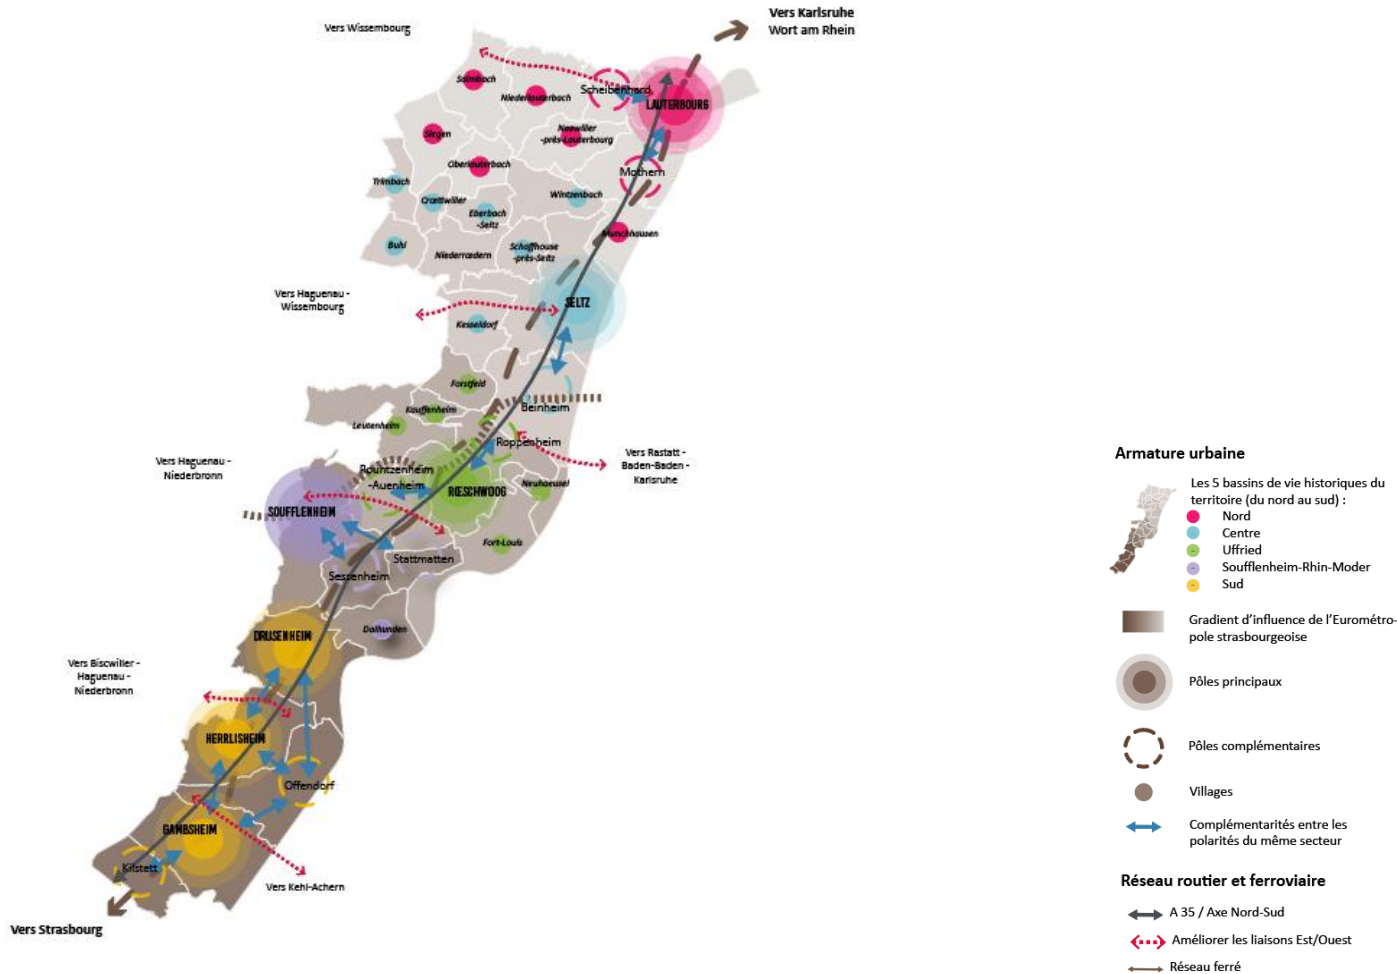 Vers Karlsruhe
Wort am Rhein
Vers Wissembourg
Salmbach
Niederlauterbach
Scheibenhard
LAUTERBOURG
Siegen
Neewiller
-près-Lauterbourg
Oberlauterbach
Mothern
Trimbach
Crœttwiller
Eberbach
-Seltz
Wintzenbach
Munchhausen
Buhl
Niederrœdern
Schaffhouse
-près-Seltz
Vers Haguenau -
Wissembourg
SELTZ
Kesseldorf
Forstfeld
Kauffenheim
Beinheim
Leutenheim
Roppenheim
Vers Haguenau -
Niederbronn
Rountzenheim
-Auenheim
RŒSCHWOOG
Neuhaeusel
Vers Rastatt -
Baden-Baden -
Karlsruhe
SOUFFLENHEIM
Fort-Louis
Stattmatten
Sessenheim
DRUSENHEIM
Dalhunden
Vers Biscwiller -
Haguenau -
Niederbronn
HERRLISHEIM
Offendorf
GAMBSHEIM
Kilstett
Vers Kehl-Achern
Vers Strasbourg
Armature urbaine
Les 5 bassins de vie historiques du
territoire (du nord au sud) :
Nord
Centre
Uffried
Soufflenheim-Rhin-Moder
Sud
Gradient d'influence de l'Eurométro-
pole strasbourgeoise
Pôles principaux
Pôles complémentaires
Villages
Complémentarités entre les
polarités du même secteur
Réseau routier et ferroviaire
A 35 / Axe Nord-Sud
Améliorer les liaisons Est/Ouest
Réseau ferré